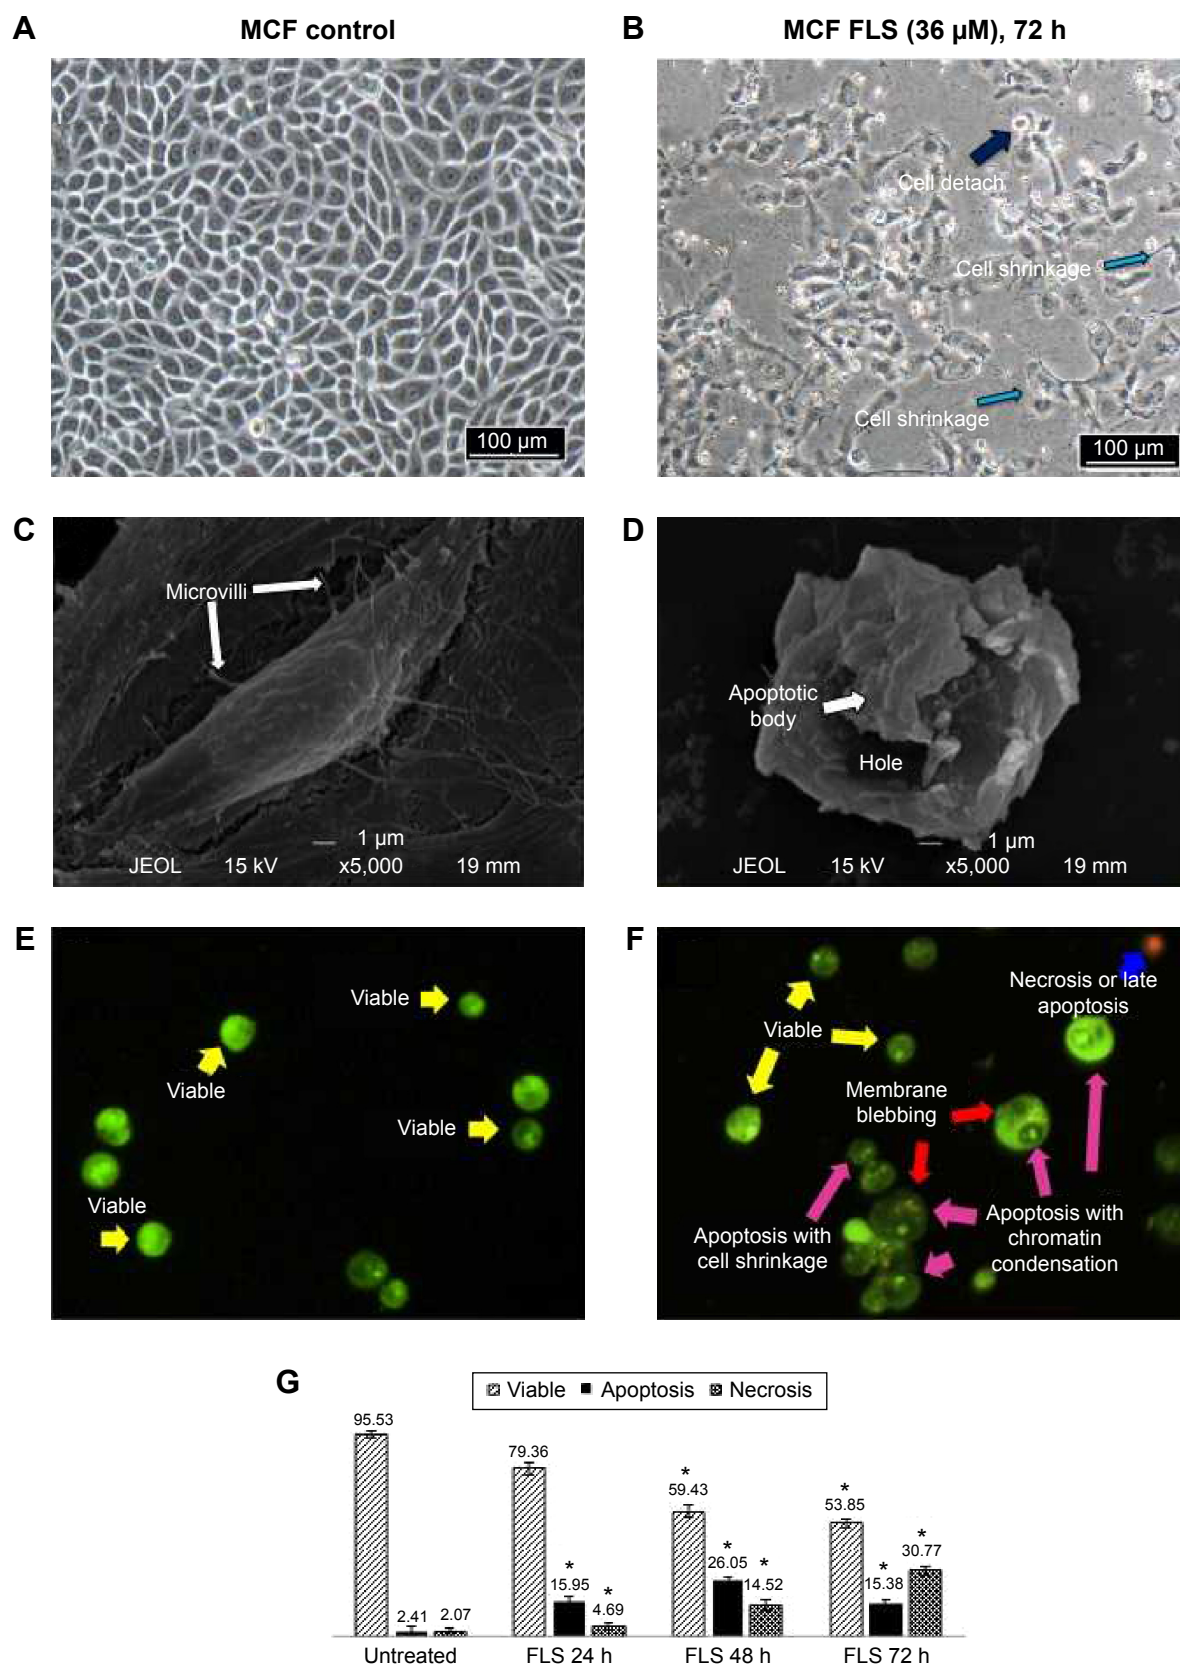 A
MCF control
B
MCF FLS (36 µM), 72 h
Cell detach
Cell shrinkage
Cell shrinkage
100 µm
100 µm
C
Microvilli
1 µm
JEOL 15 kV x5,000 19 mm
D
Apoptotic
body
Hole
1 µm
JEOL 15 kV x5,000 19 mm
E
Viable
Viable
Viable
Viable
F
Necrosis or late
apoptosis
Viable
Membrane
blebbing
Apoptosis with
cell shrinkage
Apoptosis with
chromatin
condensation
G
Viable Apoptosis Necrosis
95.53
2.41
2.07
79.36
*
15.95
*
4.69
*
59.43
*
26.05
*
14.52
*
53.85
*
15.38
*
30.77
Untreated FLS 24 h FLS 48 h FLS 72 h